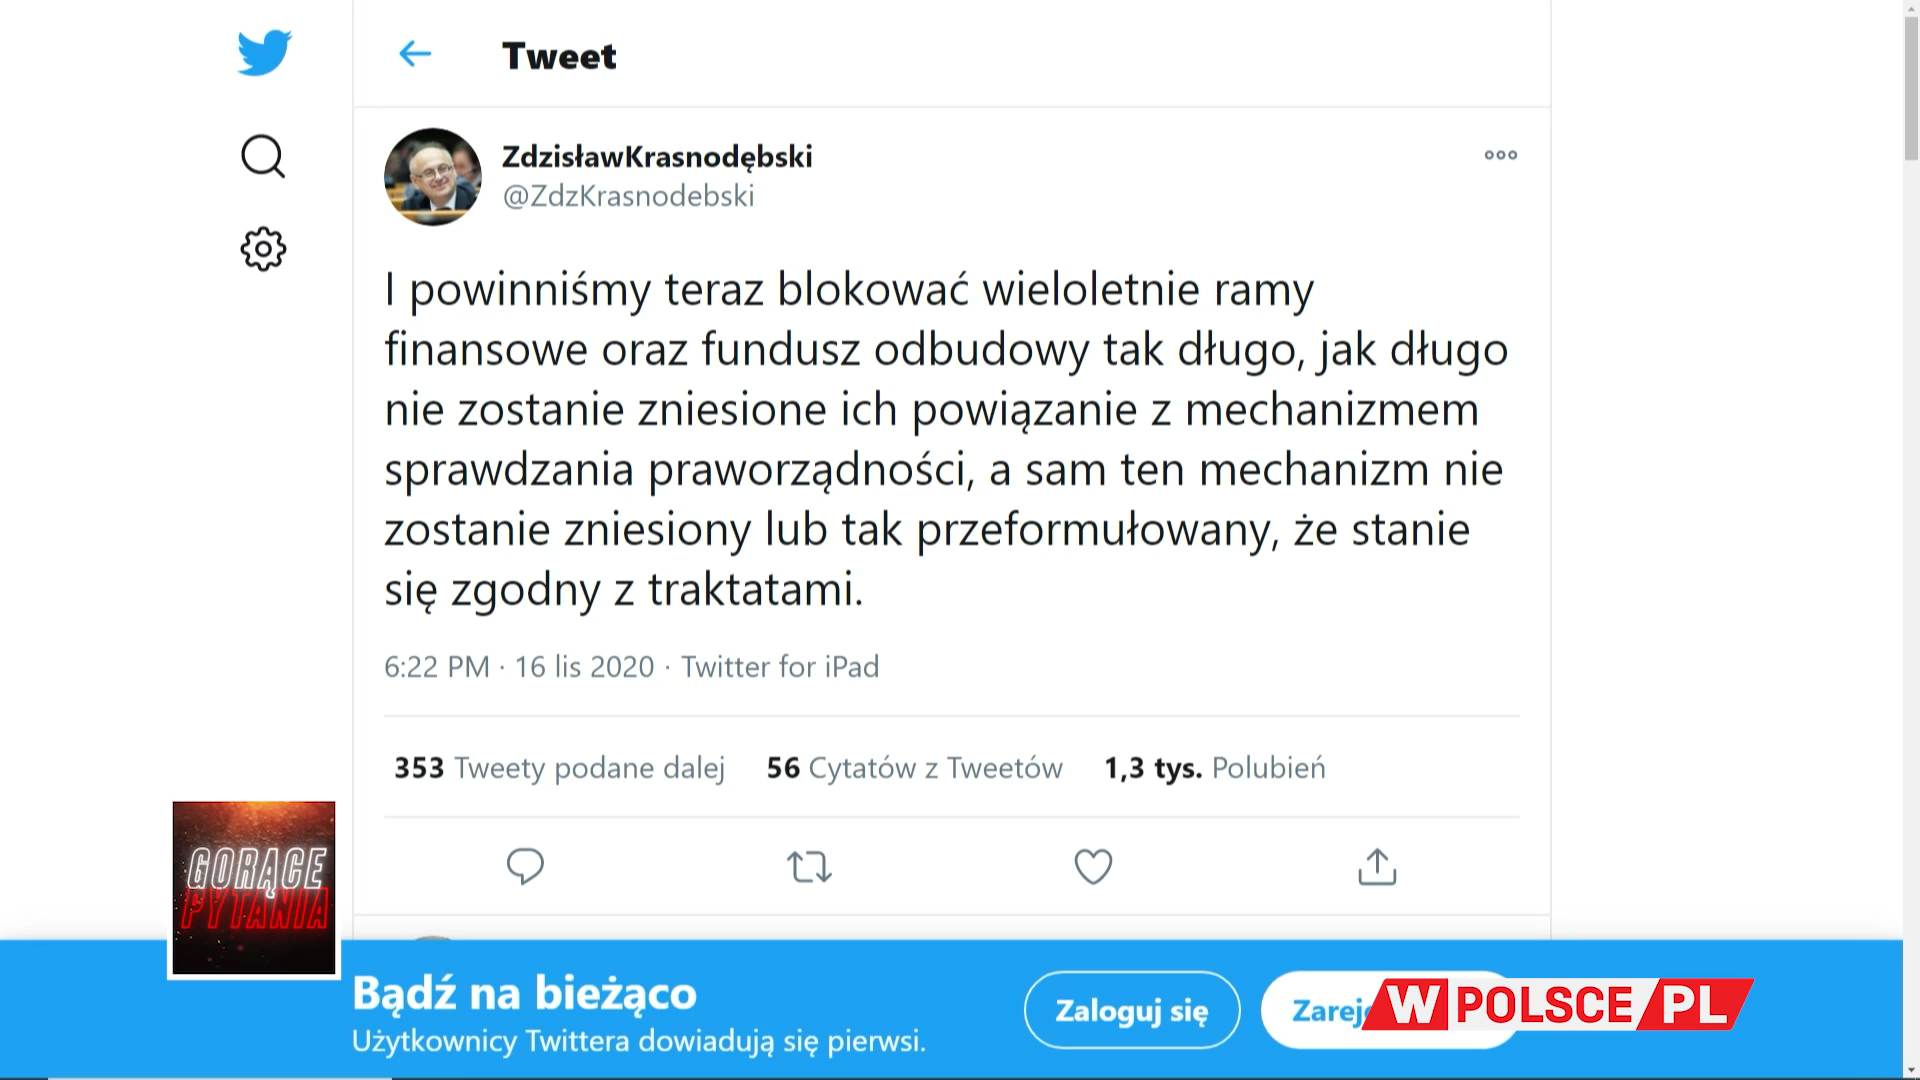 Tweet
ZdzisławKrasnodębski
@ZdzKrasnodebski
I powinniśmy teraz blokować wieloletnie ramy
finansowe oraz fundusz odbudowy tak długo, jak długo
nie zostanie zniesione ich powiązanie z mechanizmem
sprawdzania praworządności, a sam ten mechanizm nie
zostanie zniesiony lub tak przeformułowany, że stanie
się zgodny z traktatami.
6:22 PM · 16 lis 2020 · Twitter for iPad
353 Tweety podane dalej 56 Cytatów z Tweetów 1,3 tys. Polubień
GORĄCE
PYTANIA
Bądź na bieżąco
Użytkownicy Twittera dowiadują się pierwsi.
Zaloguj się
W POLSCE/PL